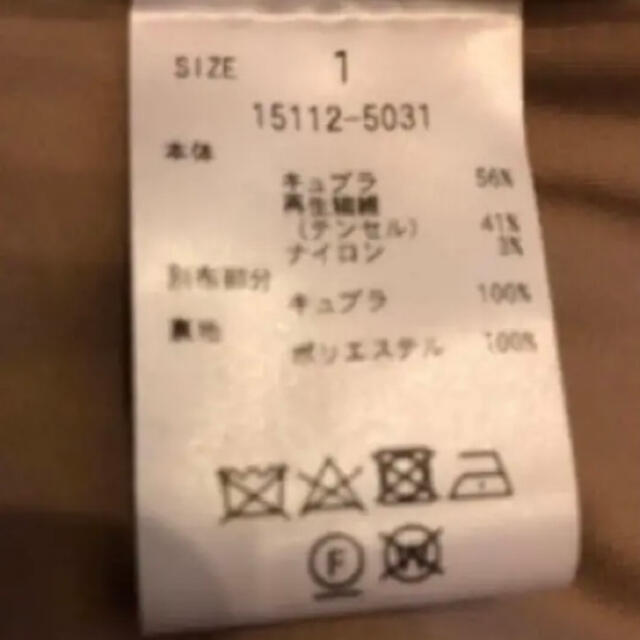 SIZE 1
15112-5031
本体
キュプラ 56%
再生繊維
(テンセル) 41%
ナイロン 3%
別布部分
キュプラ 100%
裏地
ポリエステル 100%
F W